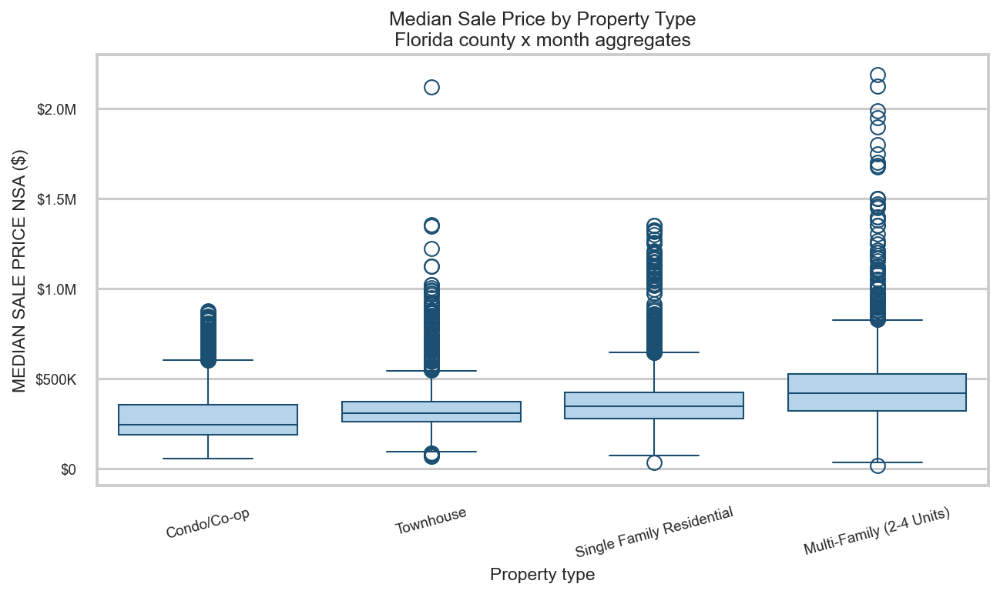 Median Sale Price by Property Type
Florida county x month aggregates
MEDIAN SALE PRICE NSA ($)
$2.0M
$1.5M
$1.0M
$500K
$0
Condo/Co-op
Townhouse
Single Family Residential
Multi-Family (2-4 Units)
Property type